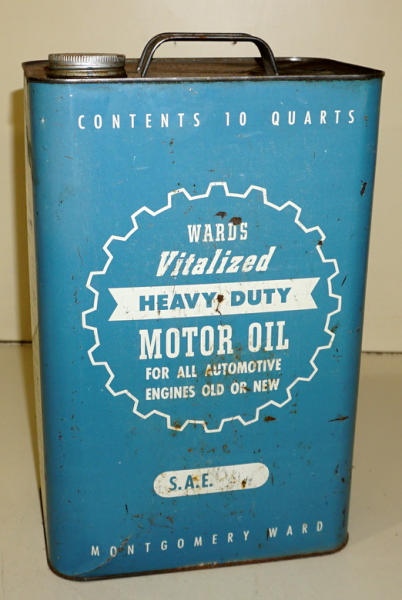 CONTENTS 10 QUARTS
WARDS
Vitalized
HEAVY DUTY
MOTOR OIL
FOR ALL AUTOMOTIVE
ENGINES OLD OR NEW
S.A.E.
MONTGOMERY WARD